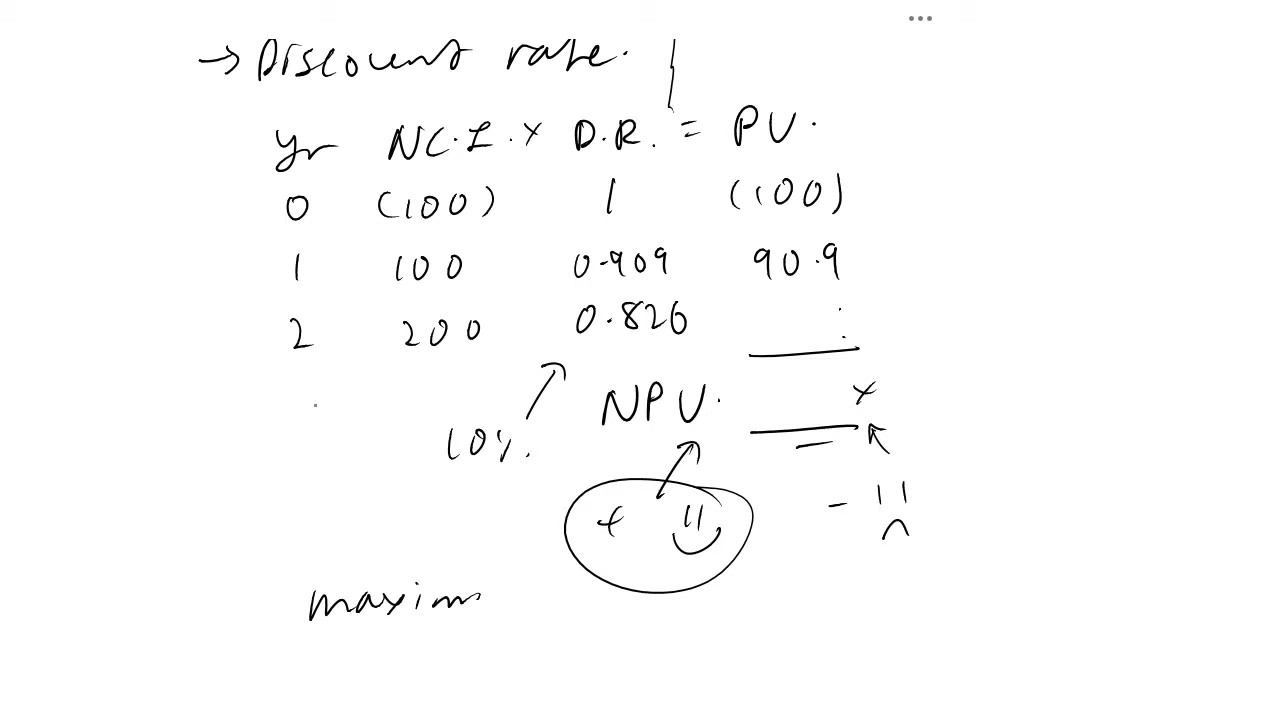 → Discount rate.
yr NC.I. x D.R. = PV.
0 (100) 1 (100)
1 100 0.909 90.9
2 200 0.826
NPV. x
10%.
+ -
maxim